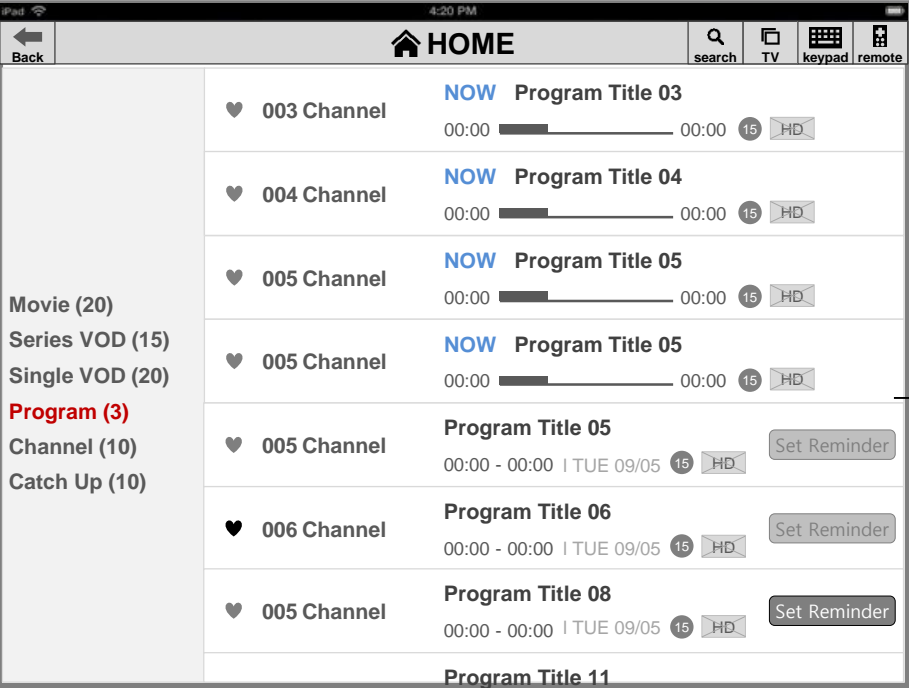 iPad 4:20 PM
Back HOME search TV keypad remote
003 Channel NOW Program Title 03
00:00 00:00 15 HD
004 Channel NOW Program Title 04
00:00 00:00 15 HD
005 Channel NOW Program Title 05
00:00 00:00 15 HD
005 Channel NOW Program Title 05
00:00 00:00 15 HD
Movie (20)
Series VOD (15)
Single VOD (20)
Program (3)
Channel (10)
Catch Up (10)
005 Channel Program Title 05 Set Reminder
00:00 - 00:00 I TUE 09/05 15 HD
006 Channel Program Title 06 Set Reminder
00:00 - 00:00 I TUE 09/05 15 HD
005 Channel Program Title 08 Set Reminder
00:00 - 00:00 I TUE 09/05 15 HD
Program Title 11